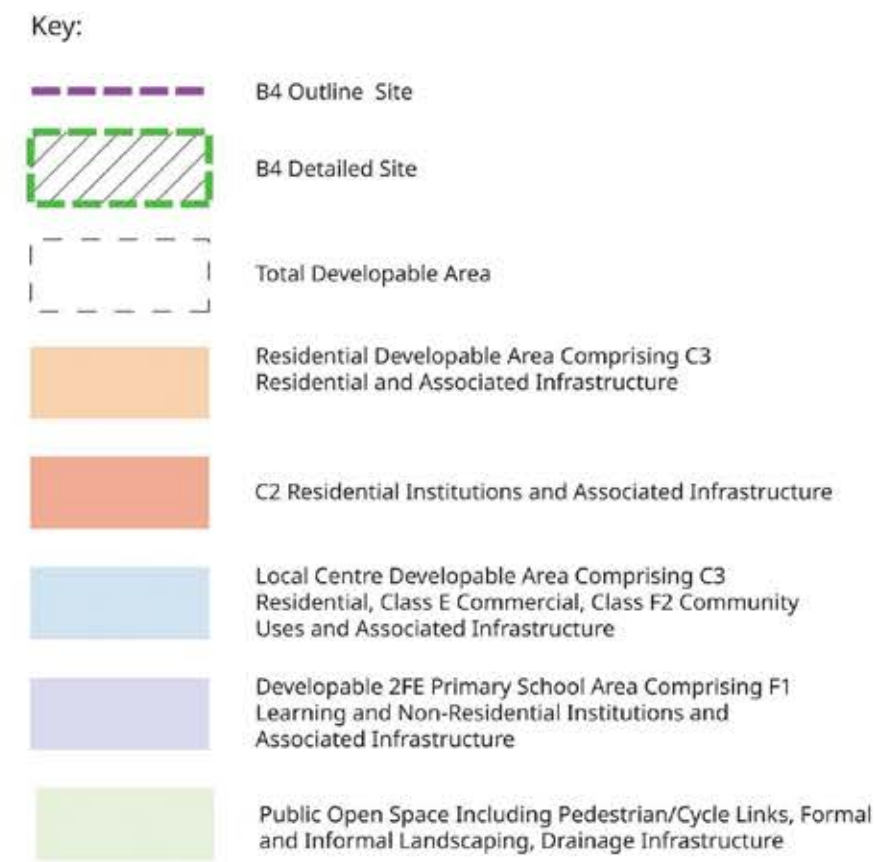 Key:
B4 Outline Site
B4 Detailed Site
Total Developable Area
Residential Developable Area Comprising C3
Residential and Associated Infrastructure
C2 Residential Institutions and Associated Infrastructure
Local Centre Developable Area Comprising C3
Residential, Class E Commercial, Class F2 Community
Uses and Associated Infrastructure
Developable 2FE Primary School Area Comprising F1
Learning and Non-Residential Institutions and
Associated Infrastructure
Public Open Space Including Pedestrian/Cycle Links, Formal
and Informal Landscaping, Drainage Infrastructure